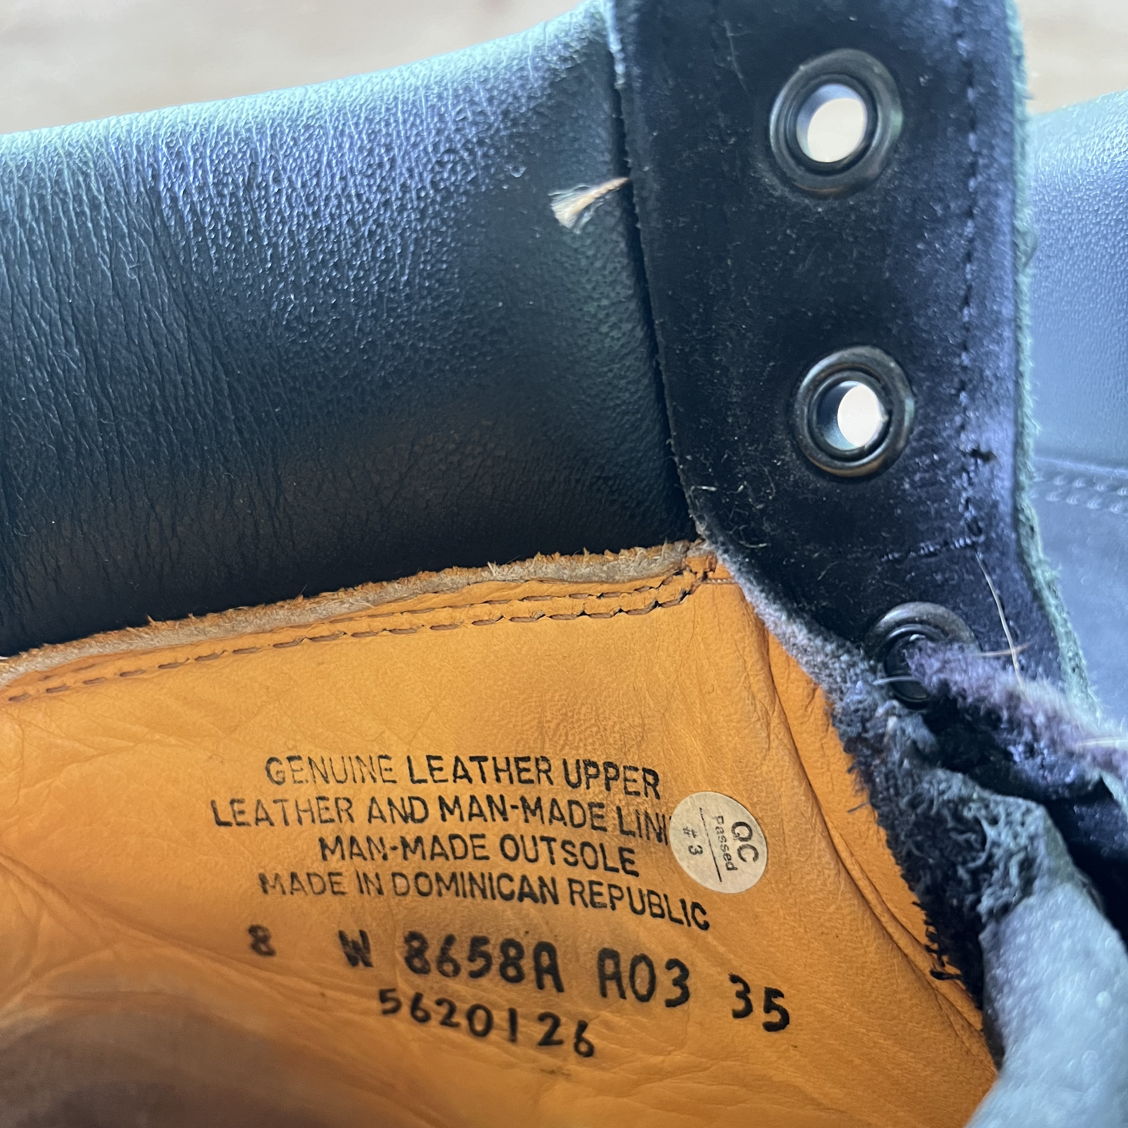 GENUINE LEATHER UPPER
LEATHER AND MAN-MADE LINI
MAN-MADE OUTSOLE
MADE IN DOMINICAN REPUBLIC
8 W 8658A A03 35
5620126
QC
Passed
#3